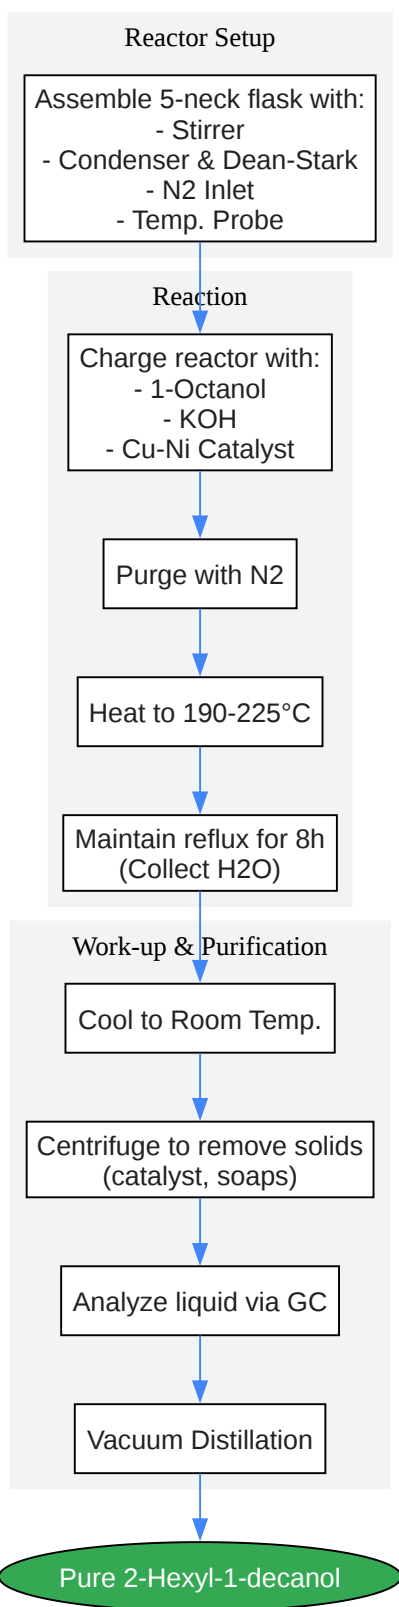 Reactor Setup
Assemble 5-neck flask with:
- Stirrer
- Condenser & Dean-Stark
- N2 Inlet
- Temp. Probe
Reaction
Charge reactor with:
- 1-Octanol
- KOH
- Cu-Ni Catalyst
Purge with N2
Heat to 190-225°C
Maintain reflux for 8h
(Collect H2O)
Work-up & Purification
Cool to Room Temp.
Centrifuge to remove solids
(catalyst, soaps)
Analyze liquid via GC
Vacuum Distillation
Pure 2-Hexyl-1-decanol